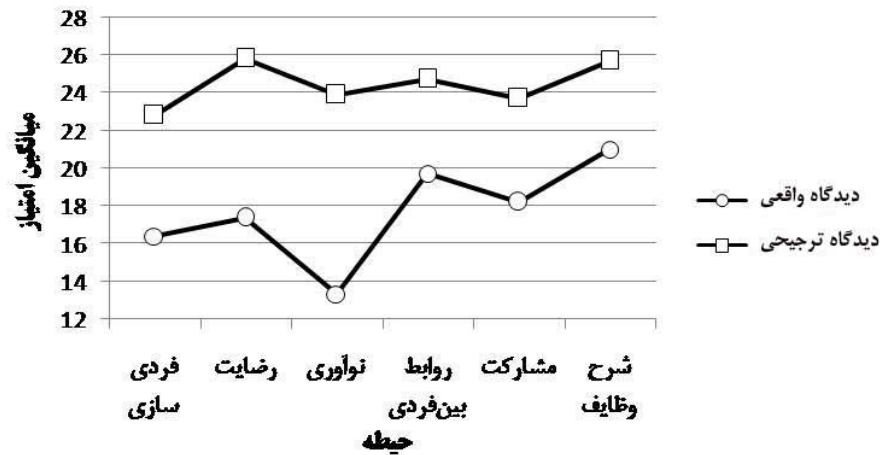 28
26
24
22
20
18
16
14
12
میانگین امتیاز
فردی سازی
رضایت
نوآوری
روابط بین‌فردی
مشارکت
شرح وظایف
حیطه
دیدگاه واقعی
دیدگاه ترجیحی